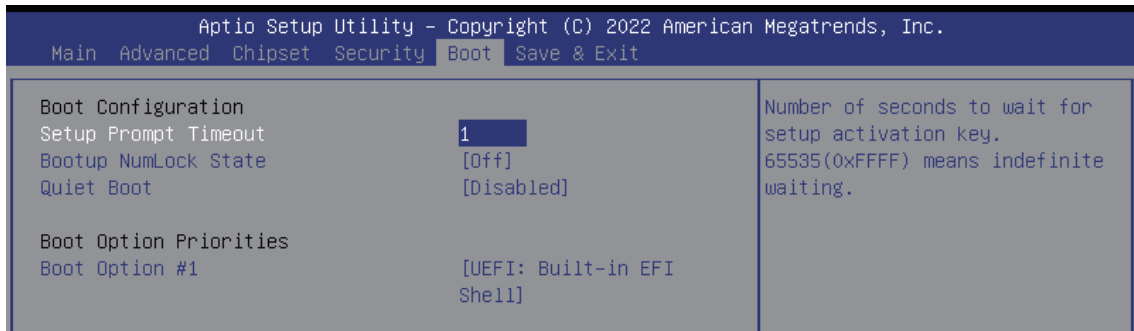 Aptio Setup Utility – Copyright (C) 2022 American Megatrends, Inc.
Main Advanced Chipset Security Boot Save & Exit
Boot Configuration
Setup Prompt Timeout 1
Bootup NumLock State [Off]
Quiet Boot [Disabled]
Boot Option Priorities
Boot Option #1 [UEFI: Built-in EFI
Shell]
Number of seconds to wait for
setup activation key.
65535(0xFFFF) means indefinite
waiting.